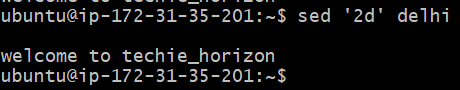 ubuntu@ip-172-31-35-201:~$ sed '2d' delhi
welcome to techie_horizon
ubuntu@ip-172-31-35-201:~$